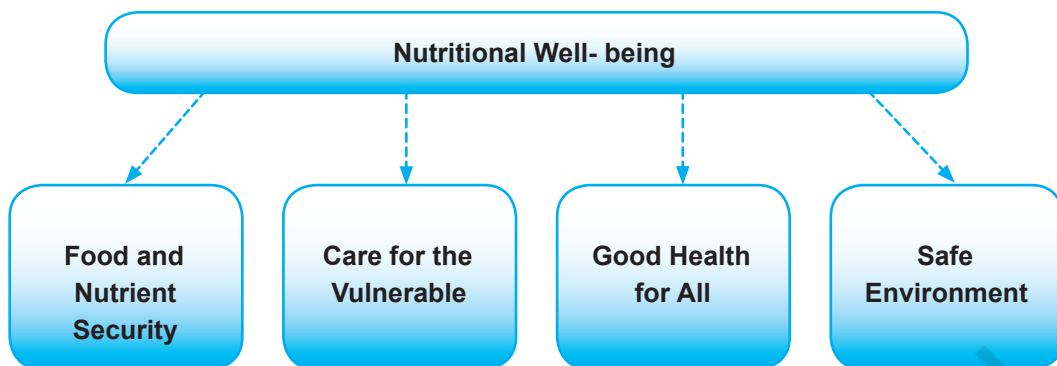 Nutritional Well- being
Food and
Nutrient
Security
Care for the
Vulnerable
Good Health
for All
Safe
Environment